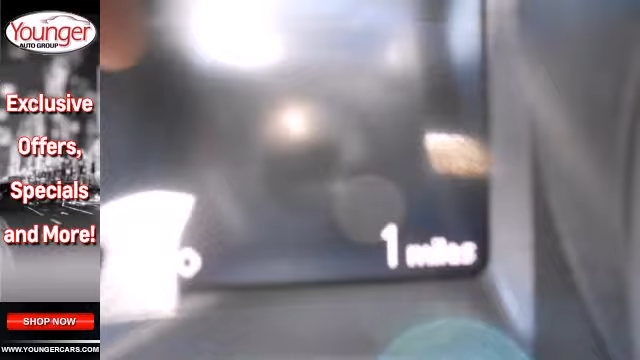 Younger
AUTO GROUP
Exclusive
Offers,
Specials
and More!
SHOP NOW
WWW.YOUNGERCARS.COM
1 miles